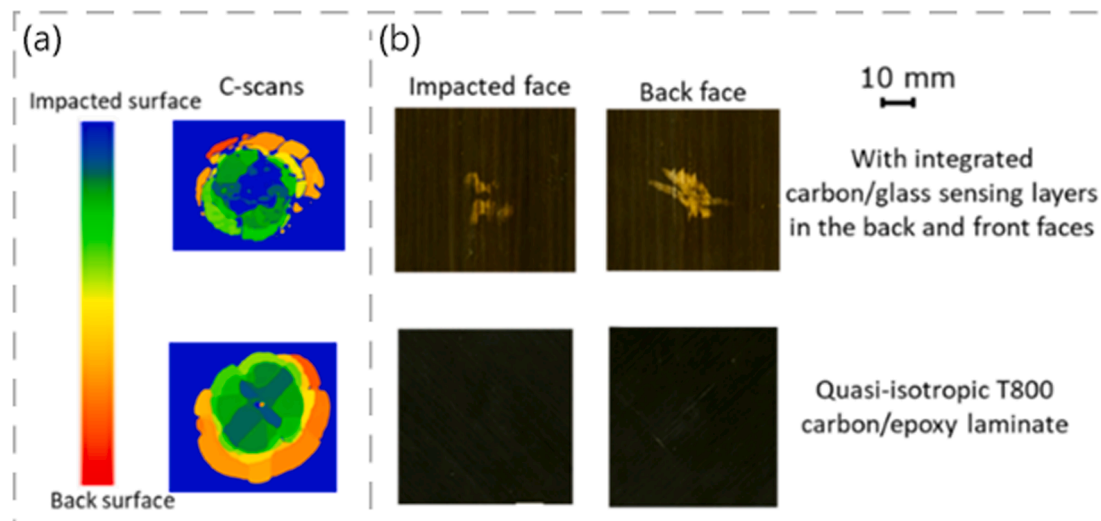 (a)
C-scans
Impacted surface
Back surface
(b)
Impacted face
Back face
10 mm
With integrated
carbon/glass sensing layers
in the back and front faces
Quasi-isotropic T800
carbon/epoxy laminate